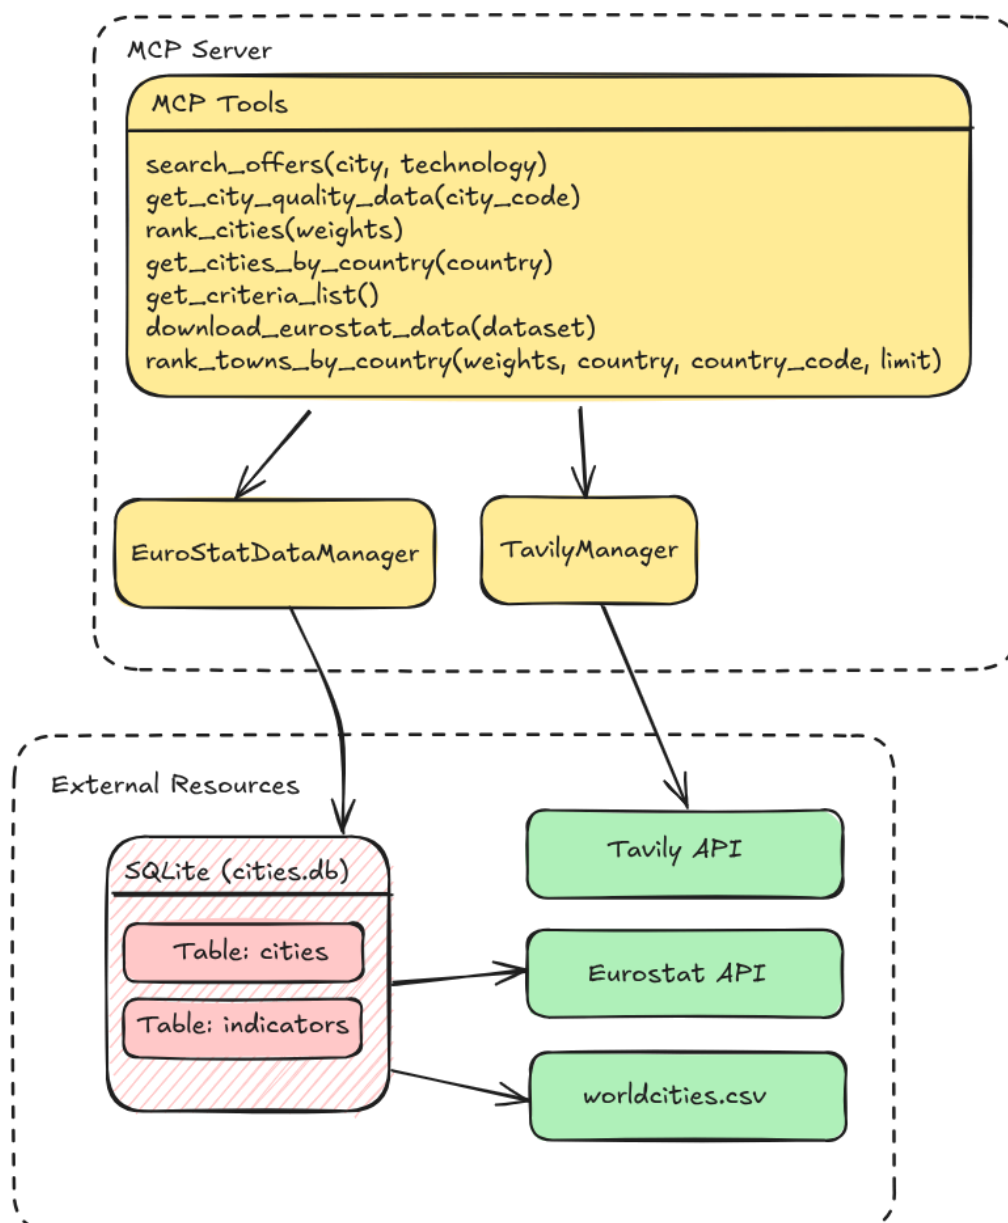 MCP Server
MCP Tools
search_offers(city, technology)
get_city_quality_data(city_code)
rank_cities(weights)
get_cities_by_country(country)
get_criteria_list()
download_eurostat_data(dataset)
rank_towns_by_country(weights, country, country_code, limit)
EuroStatDataManager
TavilyManager
External Resources
SQLite (cities.db)
Table: cities
Table: indicators
Tavily API
Eurostat API
worldcities.csv